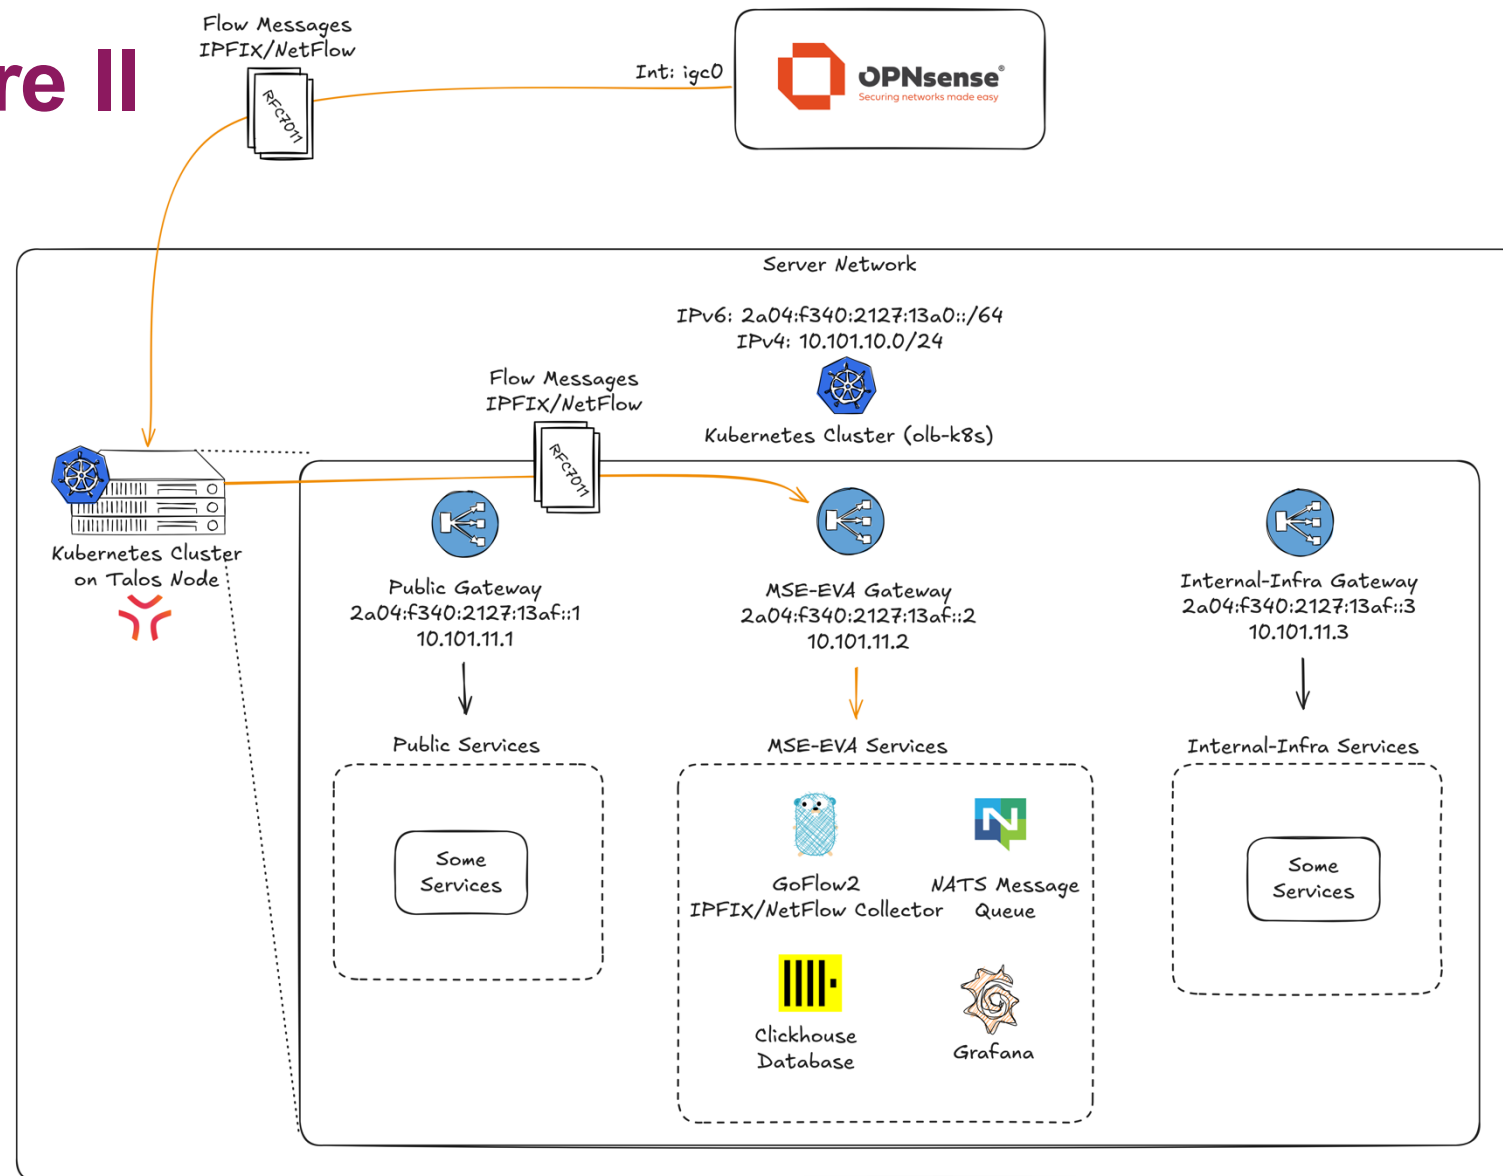 re II
Flow Messages
IPFIX/NetFlow
RFC7011
Int: igc0
OPNsense®
Securing networks made easy
Server Network
IPv6: 2a04:f340:2127:13a0::/64
IPv4: 10.101.10.0/24
Kubernetes Cluster (olb-k8s)
Flow Messages
IPFIX/NetFlow
RFC7011
Kubernetes Cluster
on Talos Node
Public Gateway
2a04:f340:2127:13af::1
10.101.11.1
MSE-EVA Gateway
2a04:f340:2127:13af::2
10.101.11.2
Internal-Infra Gateway
2a04:f340:2127:13af::3
10.101.11.3
Public Services
Some
Services
MSE-EVA Services
GoFlow2
IPFIX/NetFlow Collector
N
NATS Message
Queue
Clickhouse
Database
Grafana
Internal-Infra Services
Some
Services